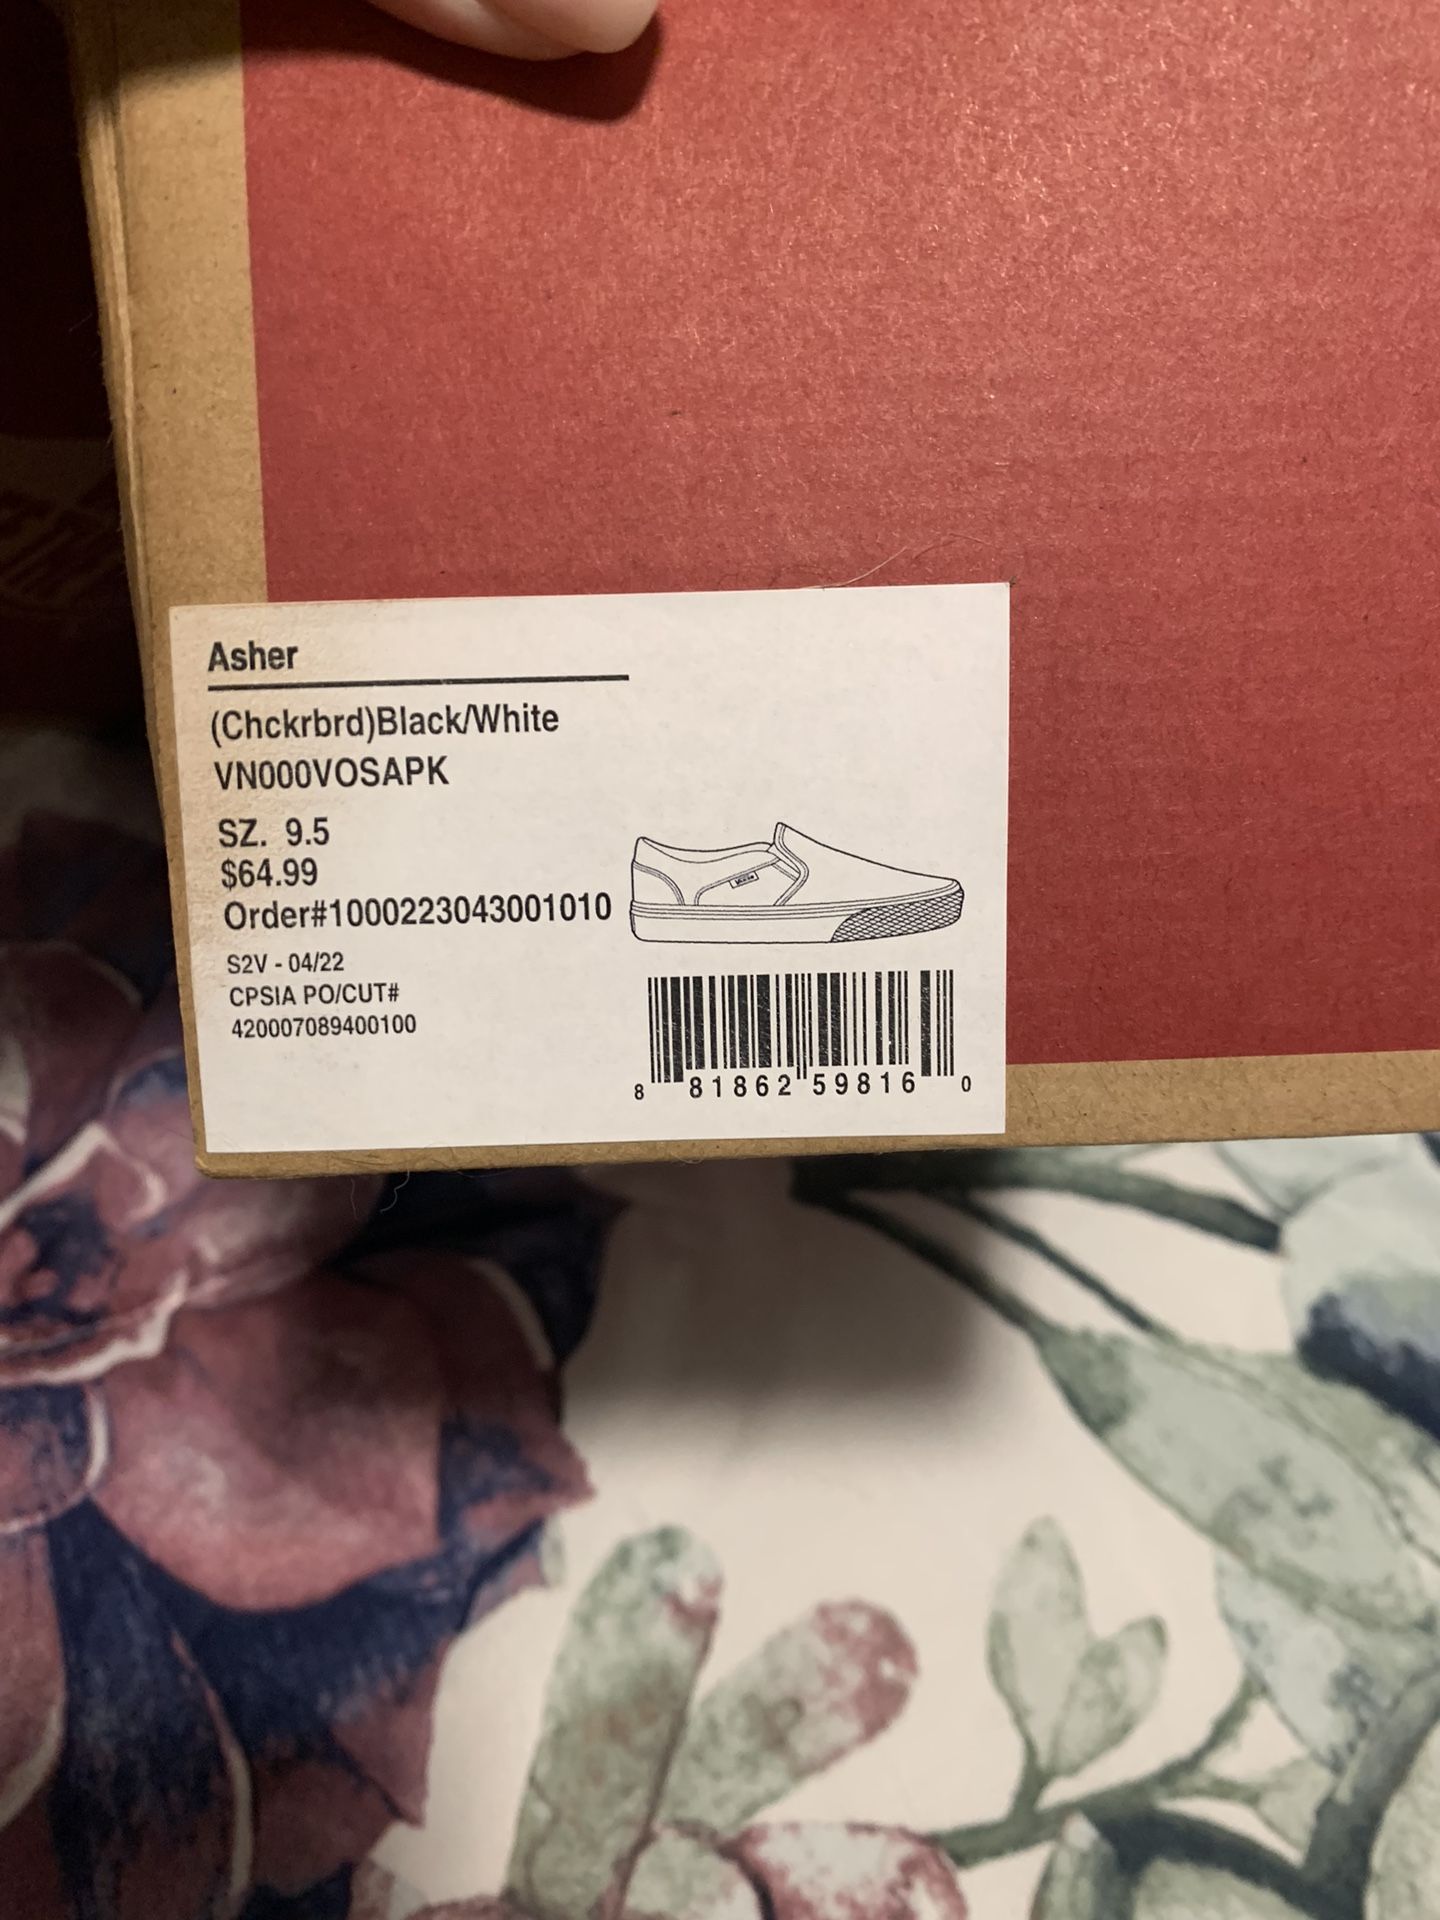 Asher
(Chckrbrd)Black/White
VN000VOSAPK
SZ. 9.5
$64.99
Order#1000223043001010
S2V - 04/22
CPSIA PO/CUT#
420007089400100
8 81862 59816 0